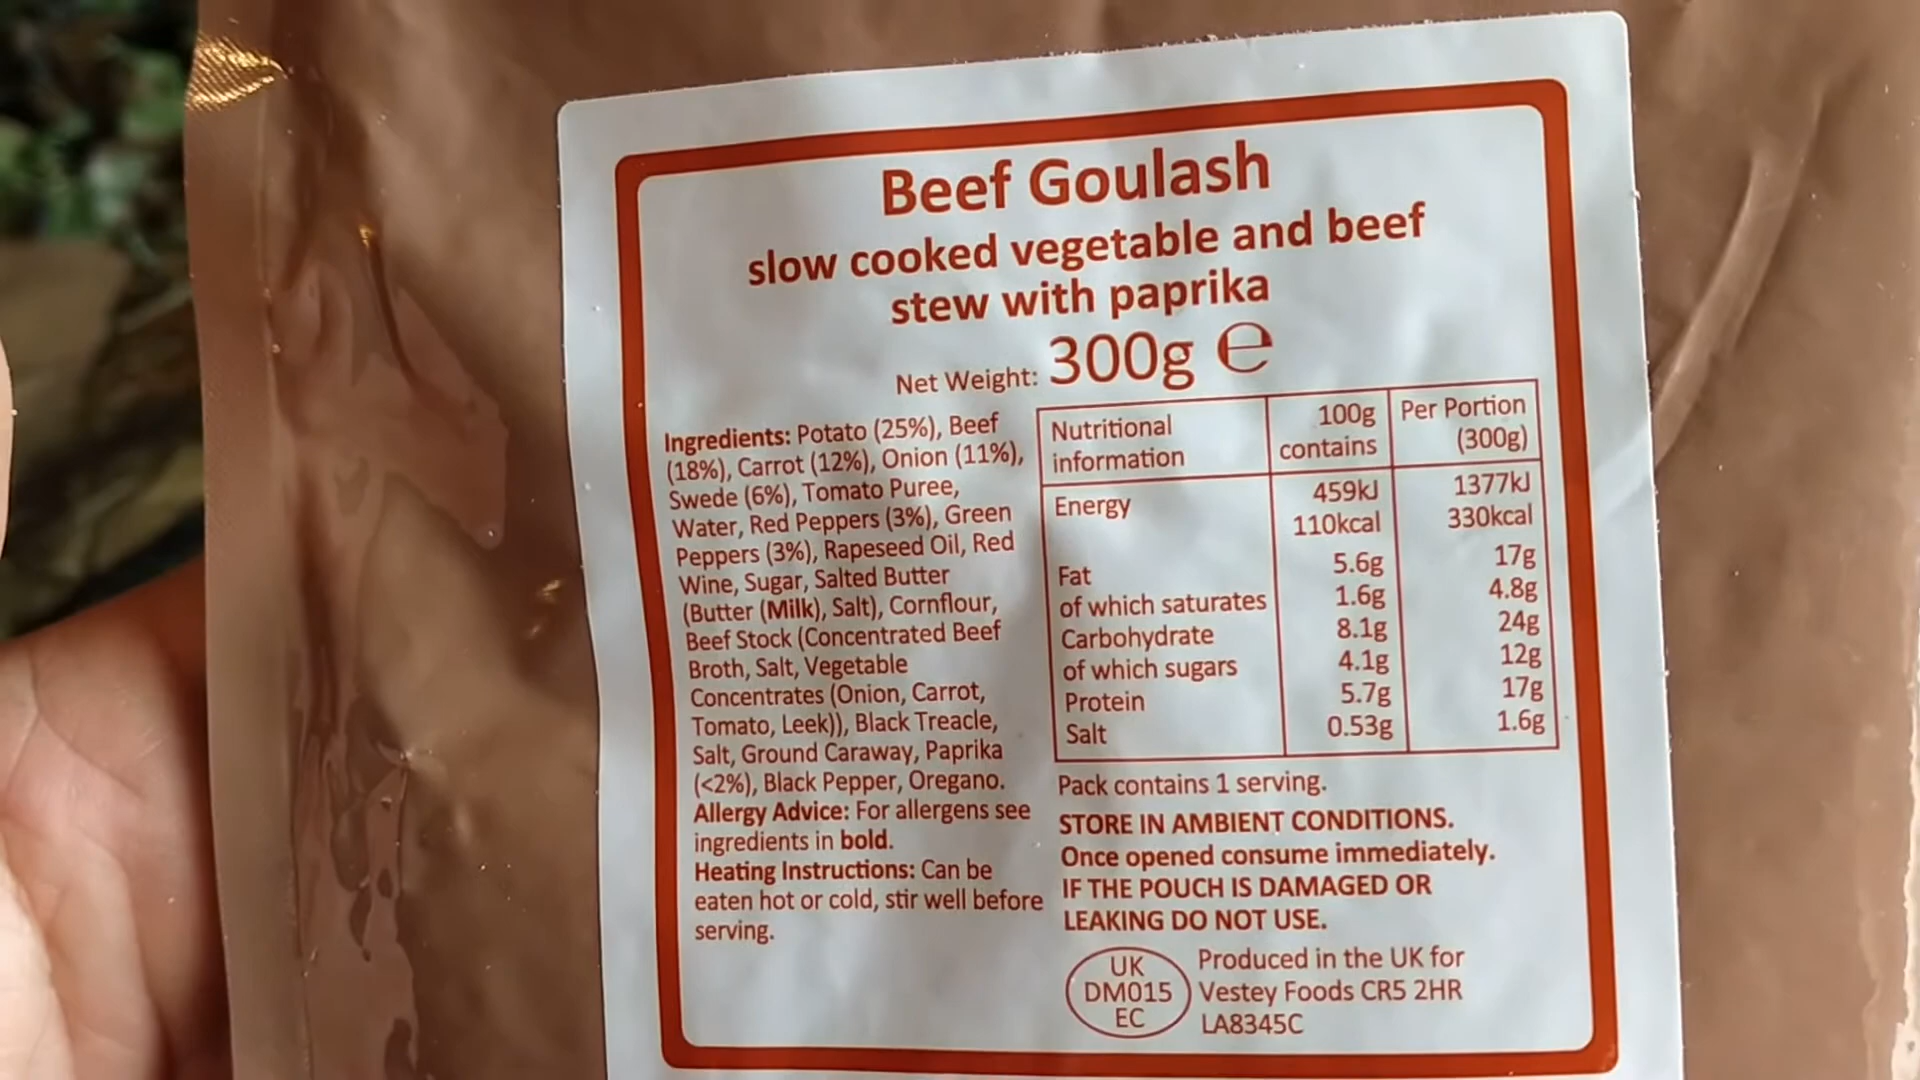 Beef Goulash
slow cooked vegetable and beef
stew with paprika
Net Weight: 300g ℮
Ingredients: Potato (25%), Beef
(18%), Carrot (12%), Onion (11%),
Swede (6%), Tomato Puree,
Water, Red Peppers (3%), Green
Peppers (3%), Rapeseed Oil, Red
Wine, Sugar, Salted Butter
(Butter (Milk), Salt), Cornflour,
Beef Stock (Concentrated Beef
Broth, Salt, Vegetable
Concentrates (Onion, Carrot,
Tomato, Leek)), Black Treacle,
Salt, Ground Caraway, Paprika
(<2%), Black Pepper, Oregano.
Allergy Advice: For allergens see
ingredients in bold.
Heating Instructions: Can be
eaten hot or cold, stir well before
serving.
Nutritional information 100g contains Per Portion (300g)
Energy 459kJ 1377kJ
110kcal 330kcal
Fat 5.6g 17g
of which saturates 1.6g 4.8g
Carbohydrate 8.1g 24g
of which sugars 4.1g 12g
Protein 5.7g 17g
Salt 0.53g 1.6g
Pack contains 1 serving.
STORE IN AMBIENT CONDITIONS.
Once opened consume immediately.
IF THE POUCH IS DAMAGED OR
LEAKING DO NOT USE.
UK
DM015
EC
Produced in the UK for
Vestey Foods CR5 2HR
LA8345C